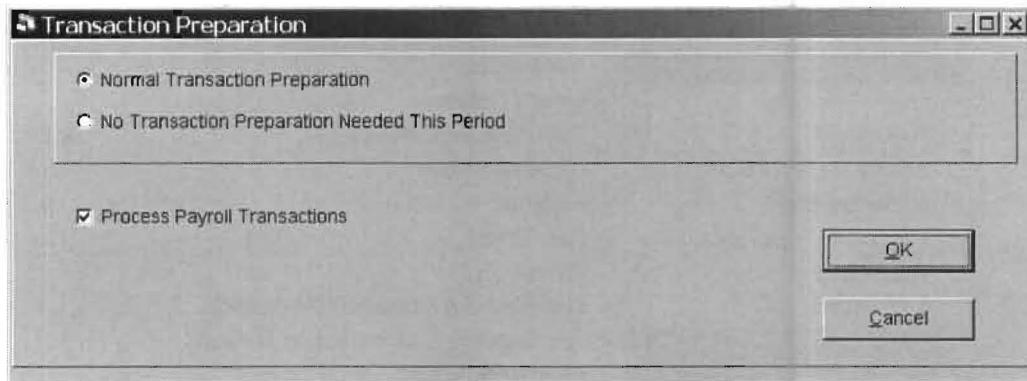 Transaction Preparation
Normal Transaction Preparation
No Transaction Preparation Needed This Period
Process Payroll Transactions
OK
Cancel